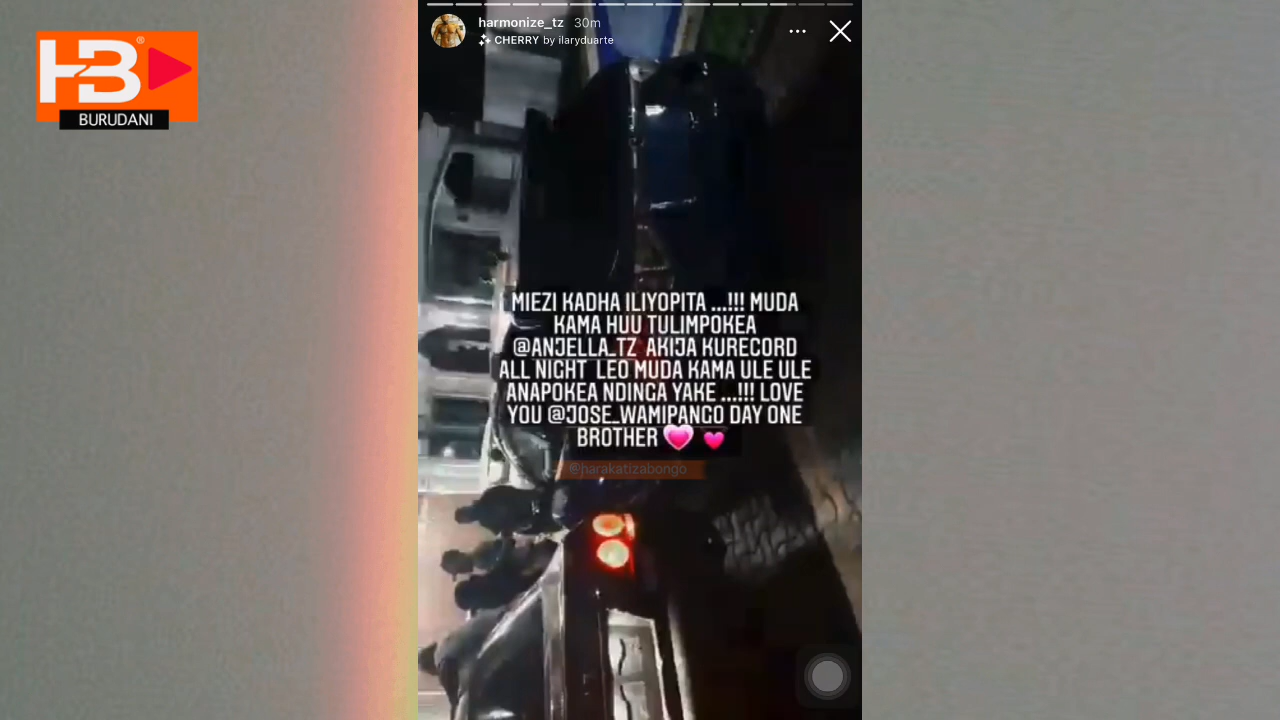 HB®
BURUDANI
harmonize_tz 30m
CHERRY by ilaryduarte
MIEZI KADHA ILIYOPITA ...!!! MUDA
KAMA HUU TULIMPOKEA
@ANJELLA_TZ AKIJA KURECORD
ALL NIGHT LEO MUDA KAMA ULE ULE
ANAPOKEA NDINGA YAKE ...!!! LOVE
YOU @JOSE_WAMIPANGO DAY ONE
BROTHER
@harakatizabongo